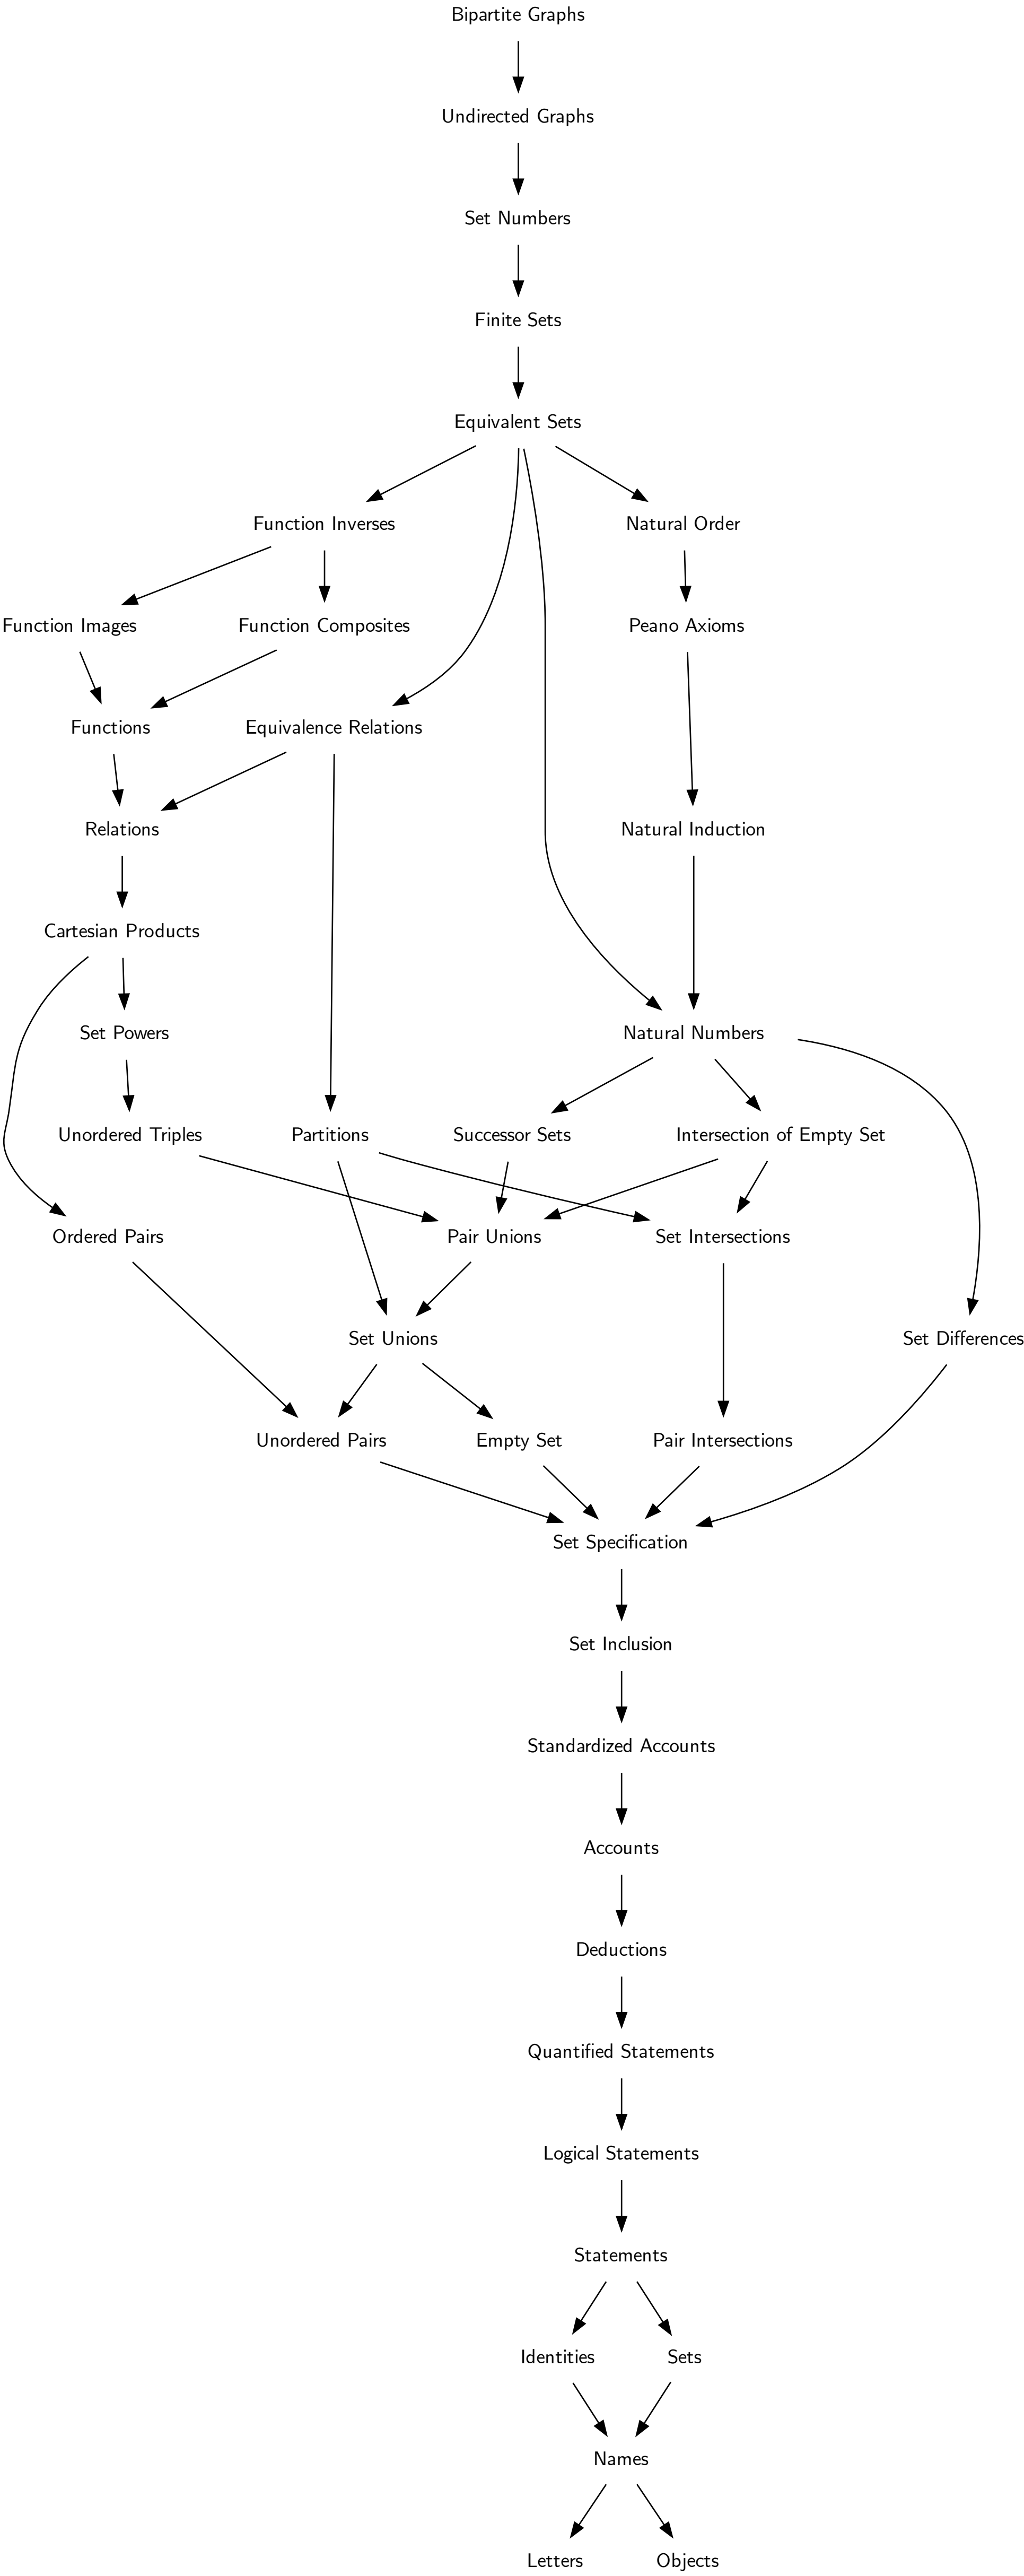 Bipartite Graphs
Undirected Graphs
Set Numbers
Finite Sets
Equivalent Sets
Function Inverses
Natural Order
Function Images
Function Composites
Peano Axioms
Functions
Equivalence Relations
Relations
Natural Induction
Cartesian Products
Set Powers
Natural Numbers
Unordered Triples
Partitions
Successor Sets
Intersection of Empty Set
Ordered Pairs
Pair Unions
Set Intersections
Set Unions
Set Differences
Unordered Pairs
Empty Set
Pair Intersections
Set Specification
Set Inclusion
Standardized Accounts
Accounts
Deductions
Quantified Statements
Logical Statements
Statements
Identities
Sets
Names
Letters
Objects